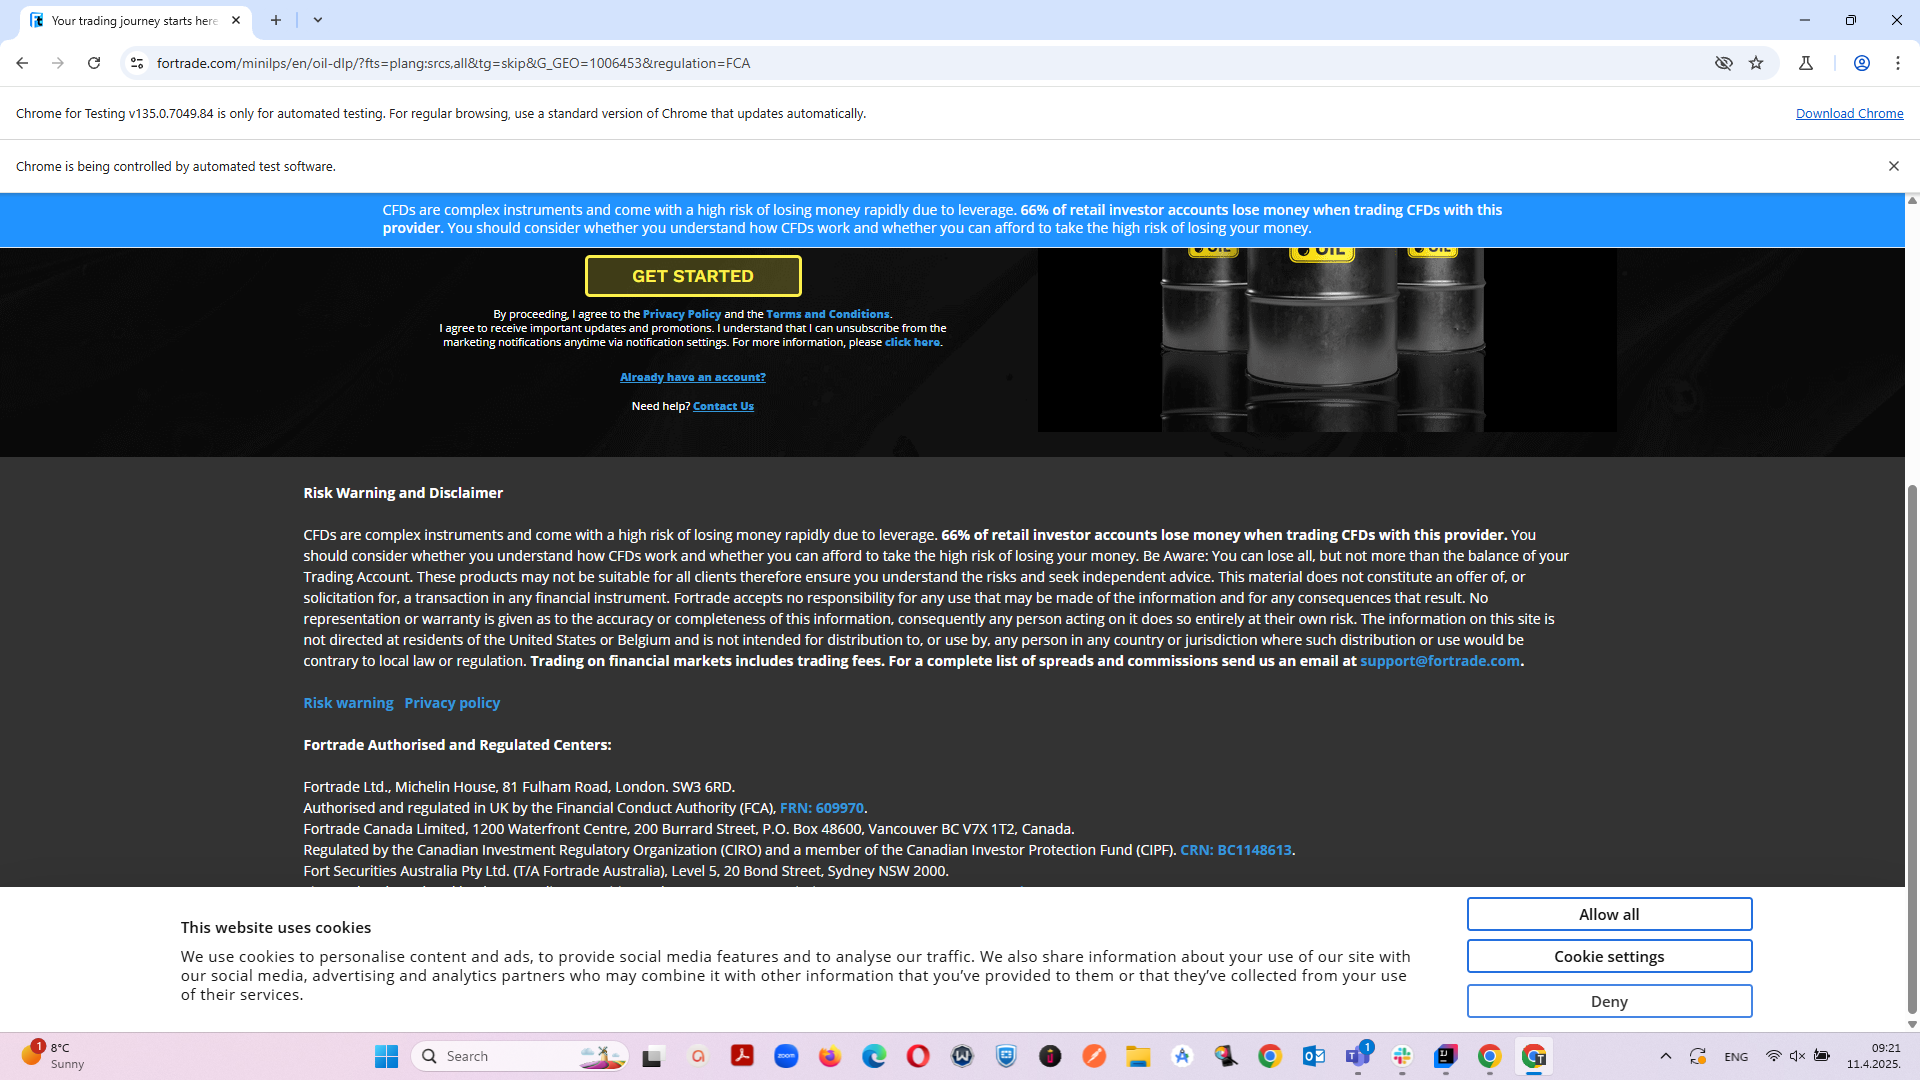 Your trading journey starts here
fortrade.com/minilps/en/oil-dlp/?fts=plang:srcs,all&tg=skip&G_GEO=1006453&regulation=FCA
Chrome for Testing v135.0.7049.84 is only for automated testing. For regular browsing, use a standard version of Chrome that updates automatically.
Download Chrome
Chrome is being controlled by automated test software.
CFDs are complex instruments and come with a high risk of losing money rapidly due to leverage. 66% of retail investor accounts lose money when trading CFDs with this
provider. You should consider whether you understand how CFDs work and whether you can afford to take the high risk of losing your money.
OIL
GET STARTED
By proceeding, I agree to the Privacy Policy and the Terms and Conditions.
I agree to receive important updates and promotions. I understand that I can unsubscribe from the
marketing notifications anytime via notification settings. For more information, please click here.
Already have an account?
Need help? Contact Us
Risk Warning and Disclaimer
CFDs are complex instruments and come with a high risk of losing money rapidly due to leverage. 66% of retail investor accounts lose money when trading CFDs with this provider. You
should consider whether you understand how CFDs work and whether you can afford to take the high risk of losing your money. Be Aware: You can lose all, but not more than the balance of your
Trading Account. These products may not be suitable for all clients therefore ensure you understand the risks and seek independent advice. This material does not constitute an offer of, or
solicitation for, a transaction in any financial instrument. Fortrade accepts no responsibility for any use that may be made of the information and for any consequences that result. No
representation or warranty is given as to the accuracy or completeness of this information, consequently any person acting on it does so entirely at their own risk. The information on this site is
not directed at residents of the United States or Belgium and is not intended for distribution to, or use by, any person in any country or jurisdiction where such distribution or use would be
contrary to local law or regulation. Trading on financial markets includes trading fees. For a complete list of spreads and commissions send us an email at support@fortrade.com.
Risk warning Privacy policy
Fortrade Authorised and Regulated Centers:
Fortrade Ltd., Michelin House, 81 Fulham Road, London. SW3 6RD.
Authorised and regulated in UK by the Financial Conduct Authority (FCA), FRN: 609970.
Fortrade Canada Limited, 1200 Waterfront Centre, 200 Burrard Street, P.O. Box 48600, Vancouver BC V7X 1T2, Canada.
Regulated by the Canadian Investment Regulatory Organization (CIRO) and a member of the Canadian Investor Protection Fund (CIPF). CRN: BC1148613.
Fort Securities Australia Pty Ltd. (T/A Fortrade Australia), Level 5, 20 Bond Street, Sydney NSW 2000.
This website uses cookies
We use cookies to personalise content and ads, to provide social media features and to analyse our traffic. We also share information about your use of our site with
our social media, advertising and analytics partners who may combine it with other information that you've provided to them or that they've collected from your use
of their services.
Allow all
Cookie settings
Deny
1
8°C
Sunny
Search
zoom
1
ENG
09:21
11.4.2025.